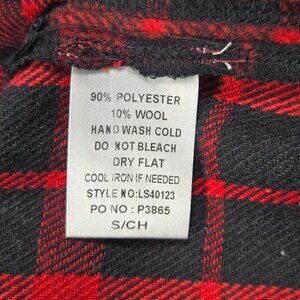 90% POLYESTER
10% WOOL
HAND WASH COLD
DO NOT BLEACH
DRY FLAT
COOL IRON IF NEEDED
STYLE NO:LS40123
PO NO : P3865
S/CH